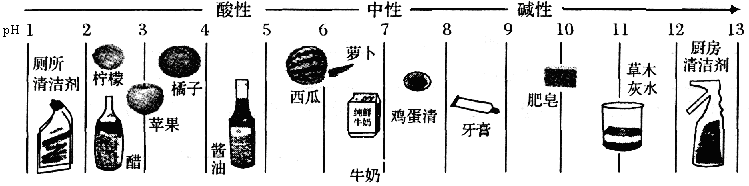 酸性 中性 碱性
pH 1 2 3 4 5 6 7 8 9 10 11 12 13
厕所
清洁剂
柠檬
醋
苹果
橘子
酱油
西瓜
萝卜
纯鲜
牛奶
牛奶
鸡蛋清
牙膏
肥皂
草木
灰水
厨房
清洁剂